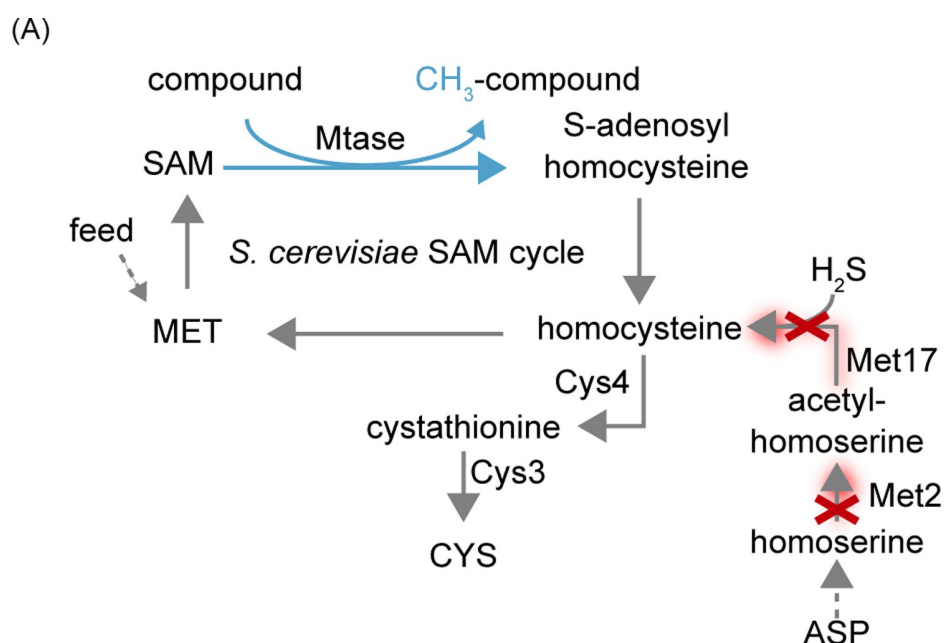 (A)
compound
CH₃-compound
Mtase
S-adenosyl
homocysteine
SAM
feed
S. cerevisiae SAM cycle
H₂S
MET
homocysteine
Met17
Cys4
acetyl-
homoserine
cystathionine
Cys3
Met2
CYS
homoserine
ASP